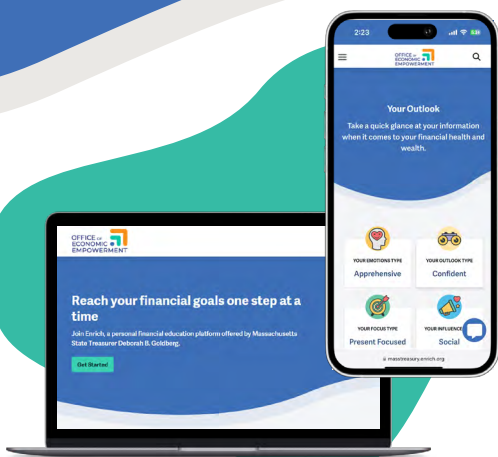 2:23
OFFICE OF
ECONOMIC
EMPOWERMENT
Your Outlook
Take a quick glance at your information
when it comes to your financial health and
wealth.
YOUR EMOTIONS TYPE
Apprehensive
YOUR OUTLOOK TYPE
Confident
YOUR FOCUS TYPE
Present Focused
YOUR INFLUENCE
Social
masstreasury.enrich.org
OFFICE OF
ECONOMIC
EMPOWERMENT
Reach your financial goals one step at a
time
Join Enrich, a personal financial education platform offered by Massachusetts
State Treasurer Deborah B. Goldberg.
Get Started